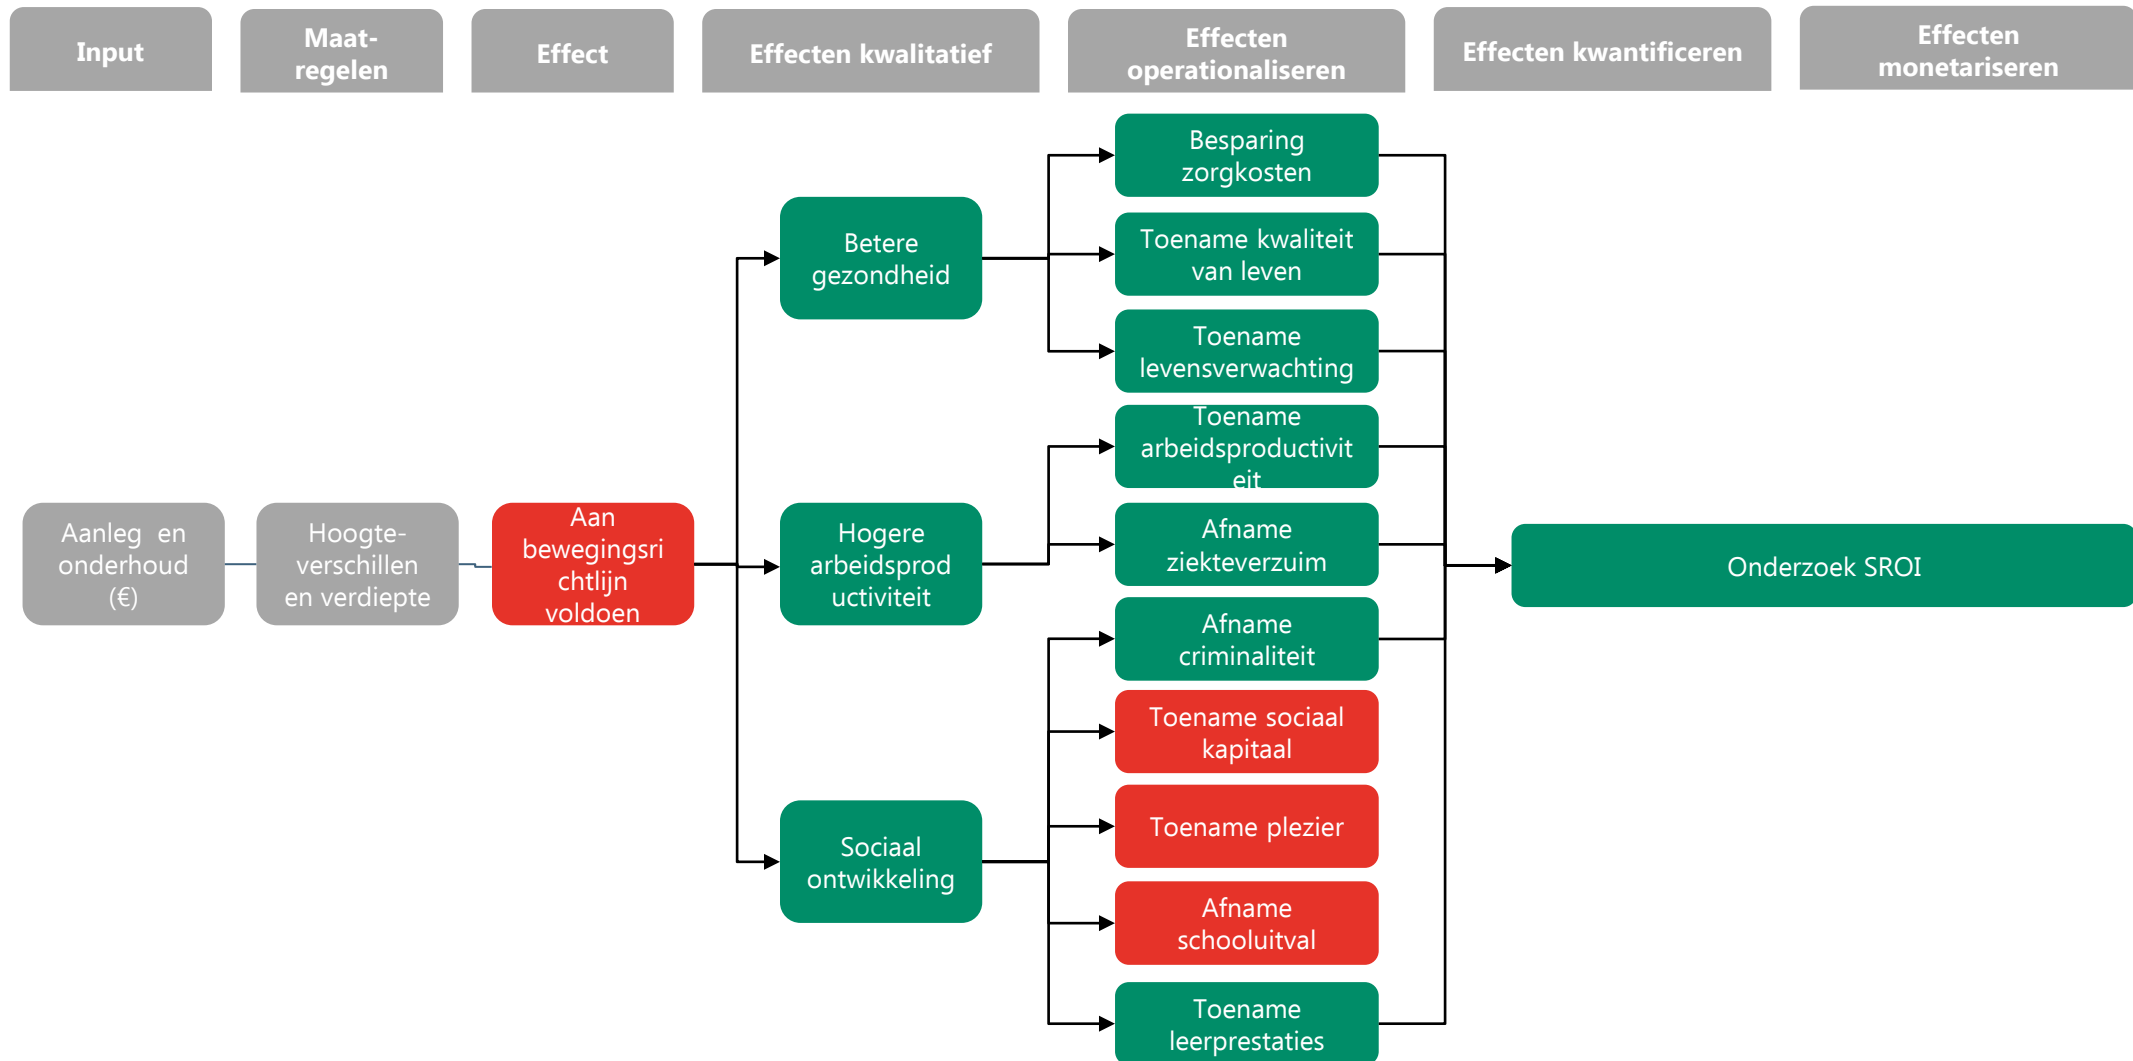 Input
Maat-
regelen
Effect
Effecten kwalitatief
Effecten
operationaliseren
Effecten kwantificeren
Effecten
monetariseren
Aanleg en
onderhoud
(€)
Hoogte-
verschillen
en verdiepte
Aan
bewegingsri
chtlijn
voldoen
Betere
gezondheid
Hogere
arbeidsprod
uctiviteit
Sociaal
ontwikkeling
Besparing
zorgkosten
Toename kwaliteit
van leven
Toename
levensverwachting
Toename
arbeidsproductivit
eit
Afname
ziekteverzuim
Afname
criminaliteit
Toename sociaal
kapitaal
Toename plezier
Afname
schooluitval
Toename
leerprestaties
Onderzoek SROI